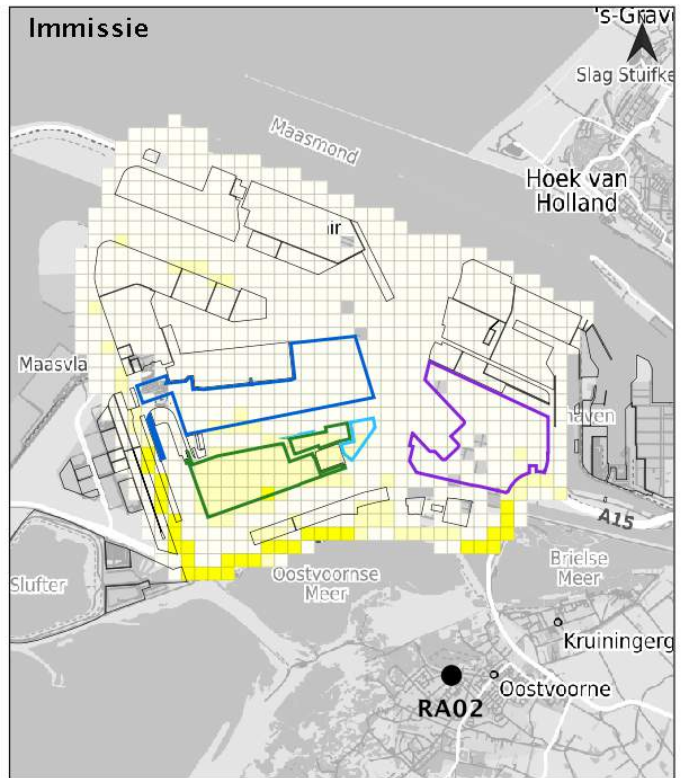 Immissie
's-Grav
Slag Stuifke
Maasmond
Hoek van
Holland
ir
Maasvla
haven
A15
Slufter
Oostvoornse
Meer
Brielse
Meer
Kruiningerg
Oostvoorne
RA02